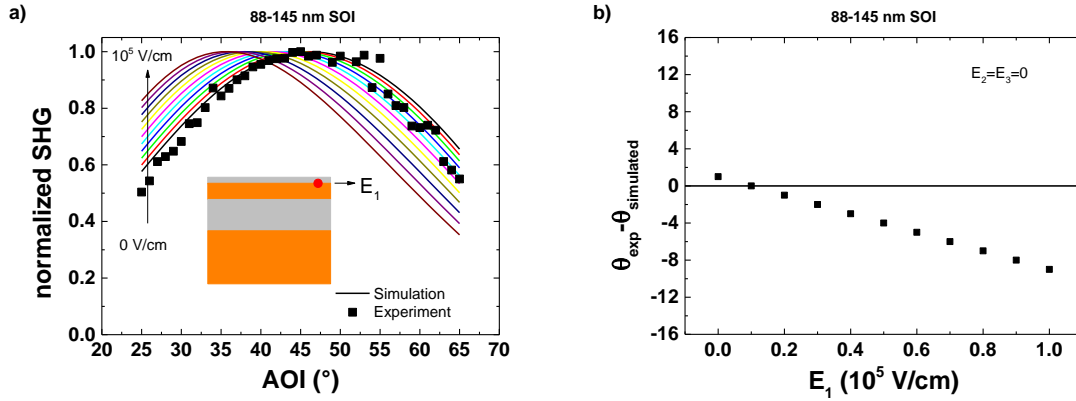 a)
88-145 nm SOI
normalized SHG
1.0
0.8
0.6
0.4
0.2
0.0
10⁵ V/cm
0 V/cm
E₁
Simulation
Experiment
20 25 30 35 40 45 50 55 60 65 70
AOI (°)
b)
88-145 nm SOI
θexp-θsimulated
16
12
8
4
0
-4
-8
-12
-16
E₂=E₃=0
0.0 0.2 0.4 0.6 0.8 1.0
E₁ (10⁵ V/cm)